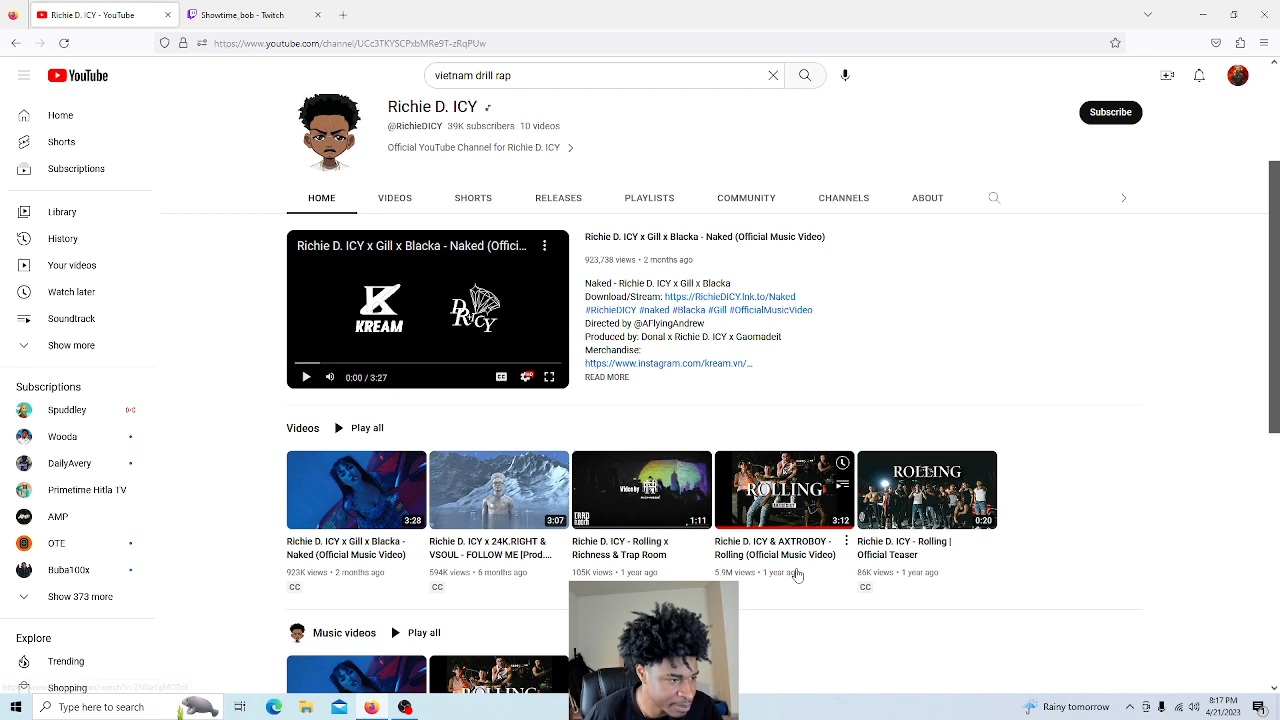 Richie D. ICY - YouTube
Showtime_bob - Twitch
https://www.youtube.com/channel/UCc3TKYSCPxbMRe9T-zRqPUw
YouTube
vietnam drill rap
Home
Shorts
Subscriptions
Library
History
Your videos
Watch later
Soundtrack
Show more
Subscriptions
Spuddley
Wooda
DailyAvery
Primetime Hitla TV
AMP
OTE
Buba100x
Show 373 more
Explore
Trending
Shopping
Richie D. ICY
@RichieDICY 39K subscribers 10 videos
Official YouTube Channel for Richie D. ICY
Subscribe
HOME VIDEOS SHORTS RELEASES PLAYLISTS COMMUNITY CHANNELS ABOUT
Richie D. ICY x Gill x Blacka - Naked (Offici...
KREAM
0:00 / 3:27
HD
Richie D. ICY x Gill x Blacka - Naked (Official Music Video)
923,738 views • 2 months ago
Naked - Richie D. ICY x Gill x Blacka
Download/Stream: https://RichieDICY.lnk.to/Naked
#RichieDICY #naked #Blacka #Gill #OfficialMusicVideo
Directed by @AFlyingAndrew
Produced by: Donal x Richie D. ICY x Gaomadeit
Merchandise:
https://www.instagram.com/kream.vn/...
READ MORE
Videos Play all
3:28
Richie D. ICY x Gill x Blacka -
Naked (Official Music Video)
923K views • 2 months ago
CC
3:07
Richie D. ICY x 24K.RIGHT &
VSOUL - FOLLOW ME [Prod....
594K views • 6 months ago
CC
Video by
1:11
Richie D. ICY - Rolling x
Richness & Trap Room
105K views • 1 year ago
ROLLING
3:12
Richie D. ICY & AXTROBOY -
Rolling (Official Music Video)
5.9M views • 1 year ago
ROLLING
0:20
Richie D. ICY - Rolling |
Official Teaser
86K views • 1 year ago
CC
Music videos Play all
Type here to search
Rainy tomorrow
8:17 PM
4/21/2023